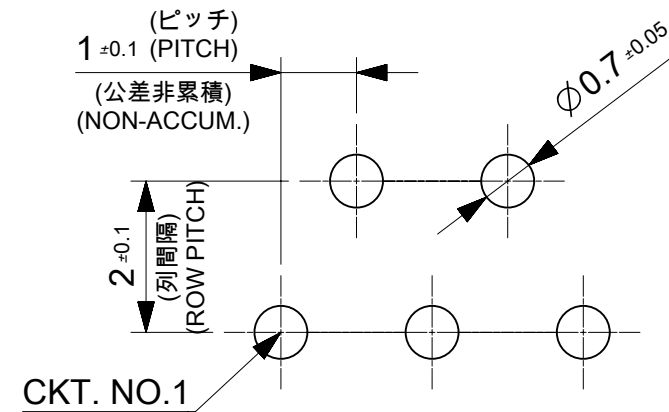 (ピッチ)
1 ±0.1 (PITCH)
(公差非累積)
(NON-ACCUM.)
∅0.7 ±0.05
2 ±0.1
(列間隔)
(ROW PITCH)
CKT. NO.1